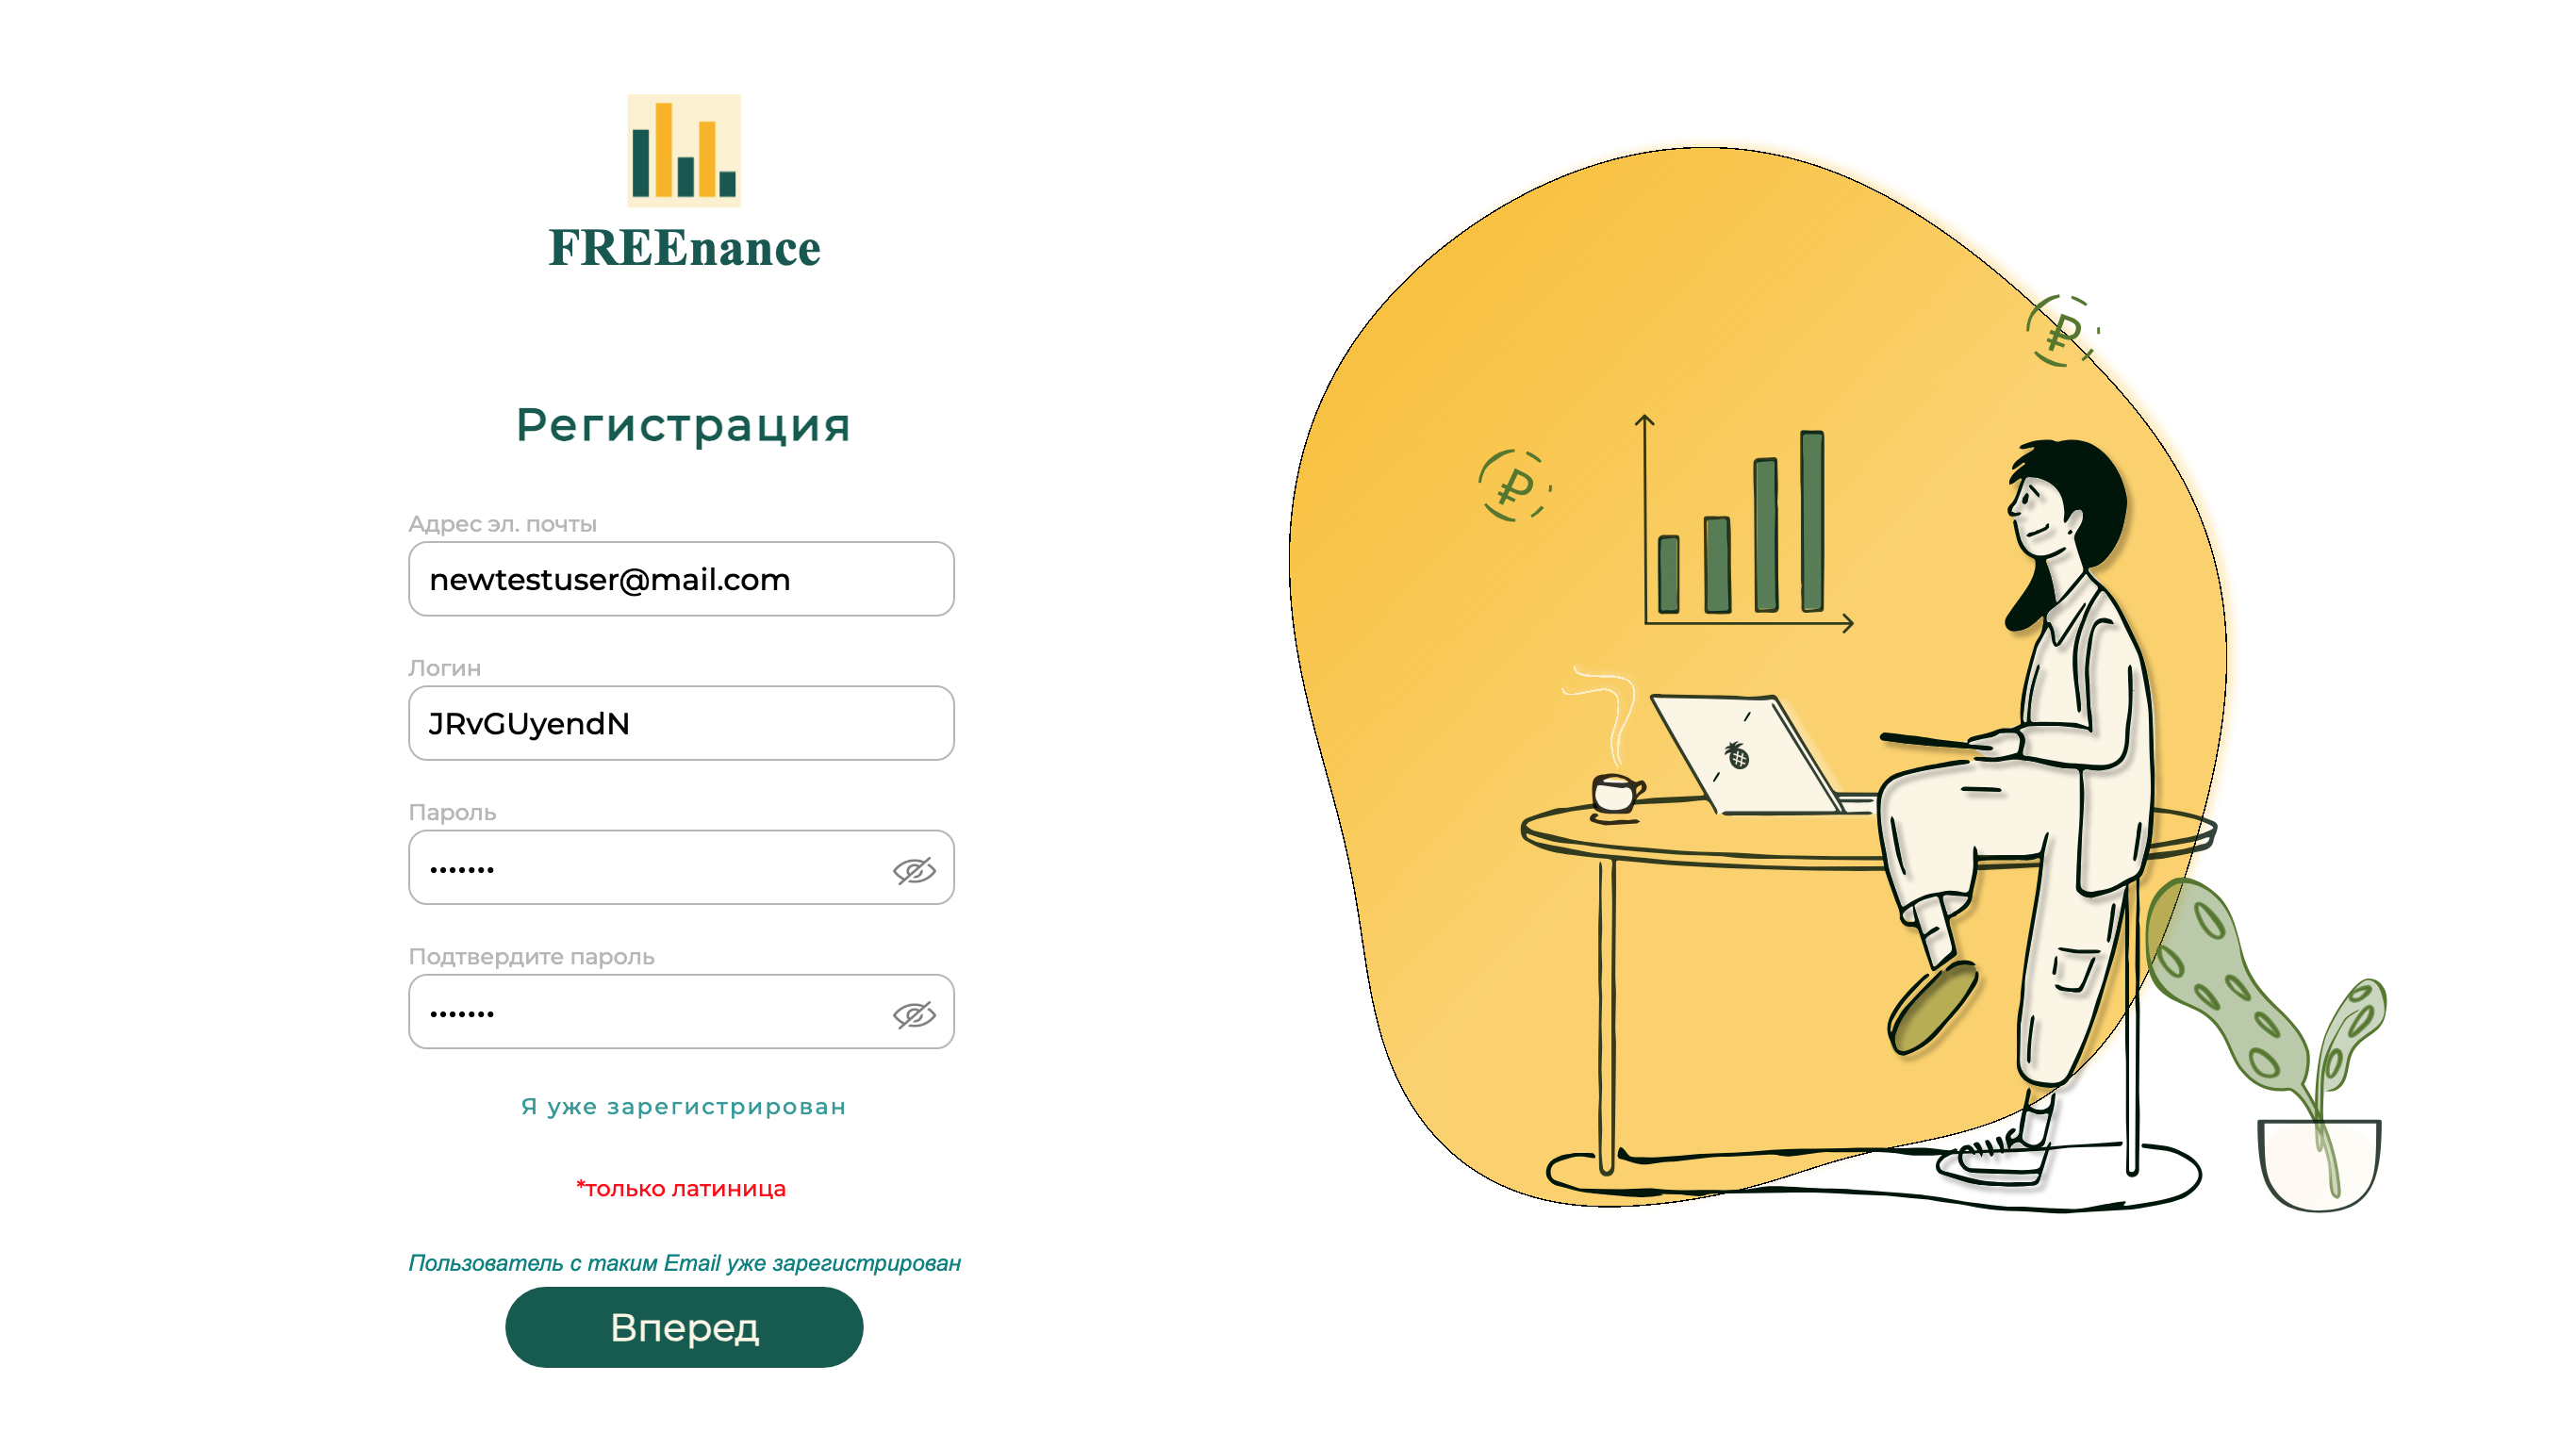 FREEnance
Регистрация
Адрес эл. почты
newtestuser@mail.com
Логин
JRvGUyendN
Пароль
•••••••
Подтвердите пароль
•••••••
Я уже зарегистрирован
*только латиница
Пользователь с таким Email уже зарегистрирован
Вперед
₽
₽